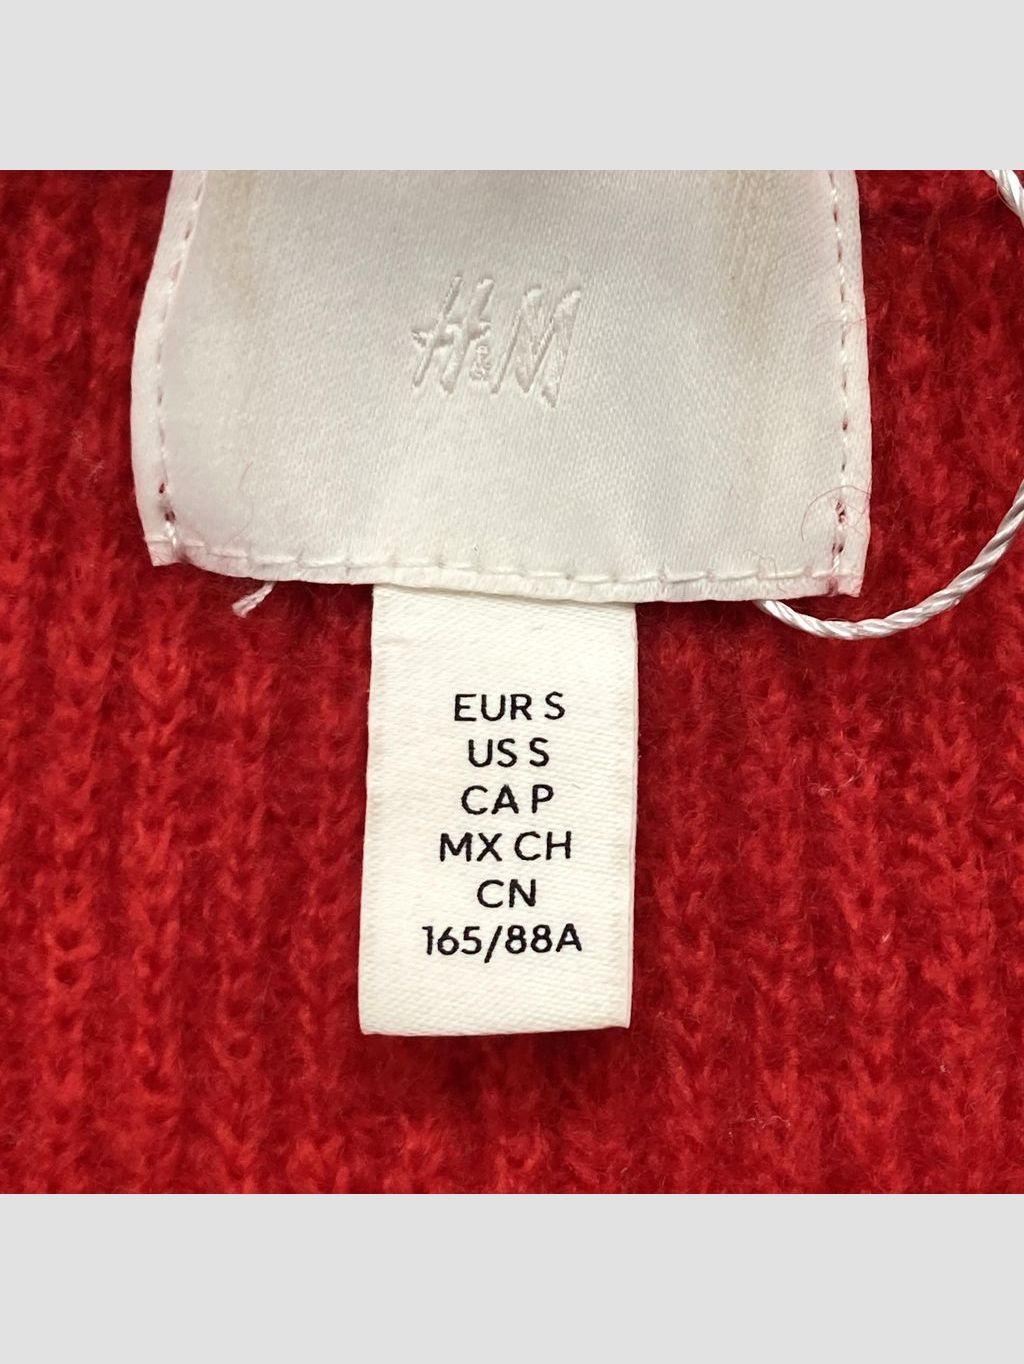 H&M
EUR S
US S
CA P
MX CH
CN
165/88A